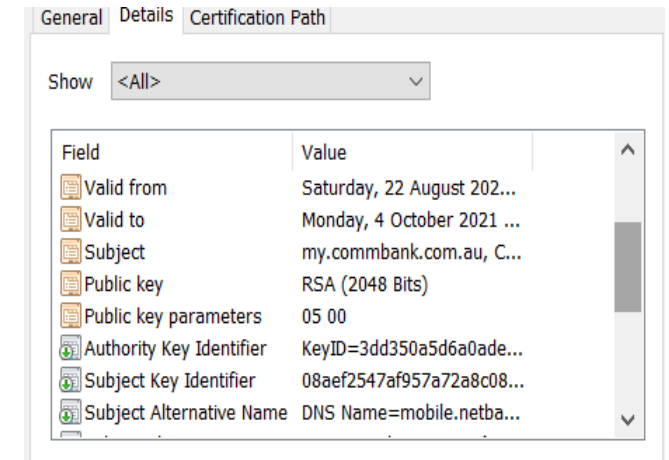 General Details Certification Path
Show <All>
Field Value
Valid from Saturday, 22 August 202...
Valid to Monday, 4 October 2021 ...
Subject my.commbank.com.au, C...
Public key RSA (2048 Bits)
Public key parameters 05 00
Authority Key Identifier KeyID=3dd350a5d6a0ade...
Subject Key Identifier 08aef2547af957a72a8c08...
Subject Alternative Name DNS Name=mobile.netba...